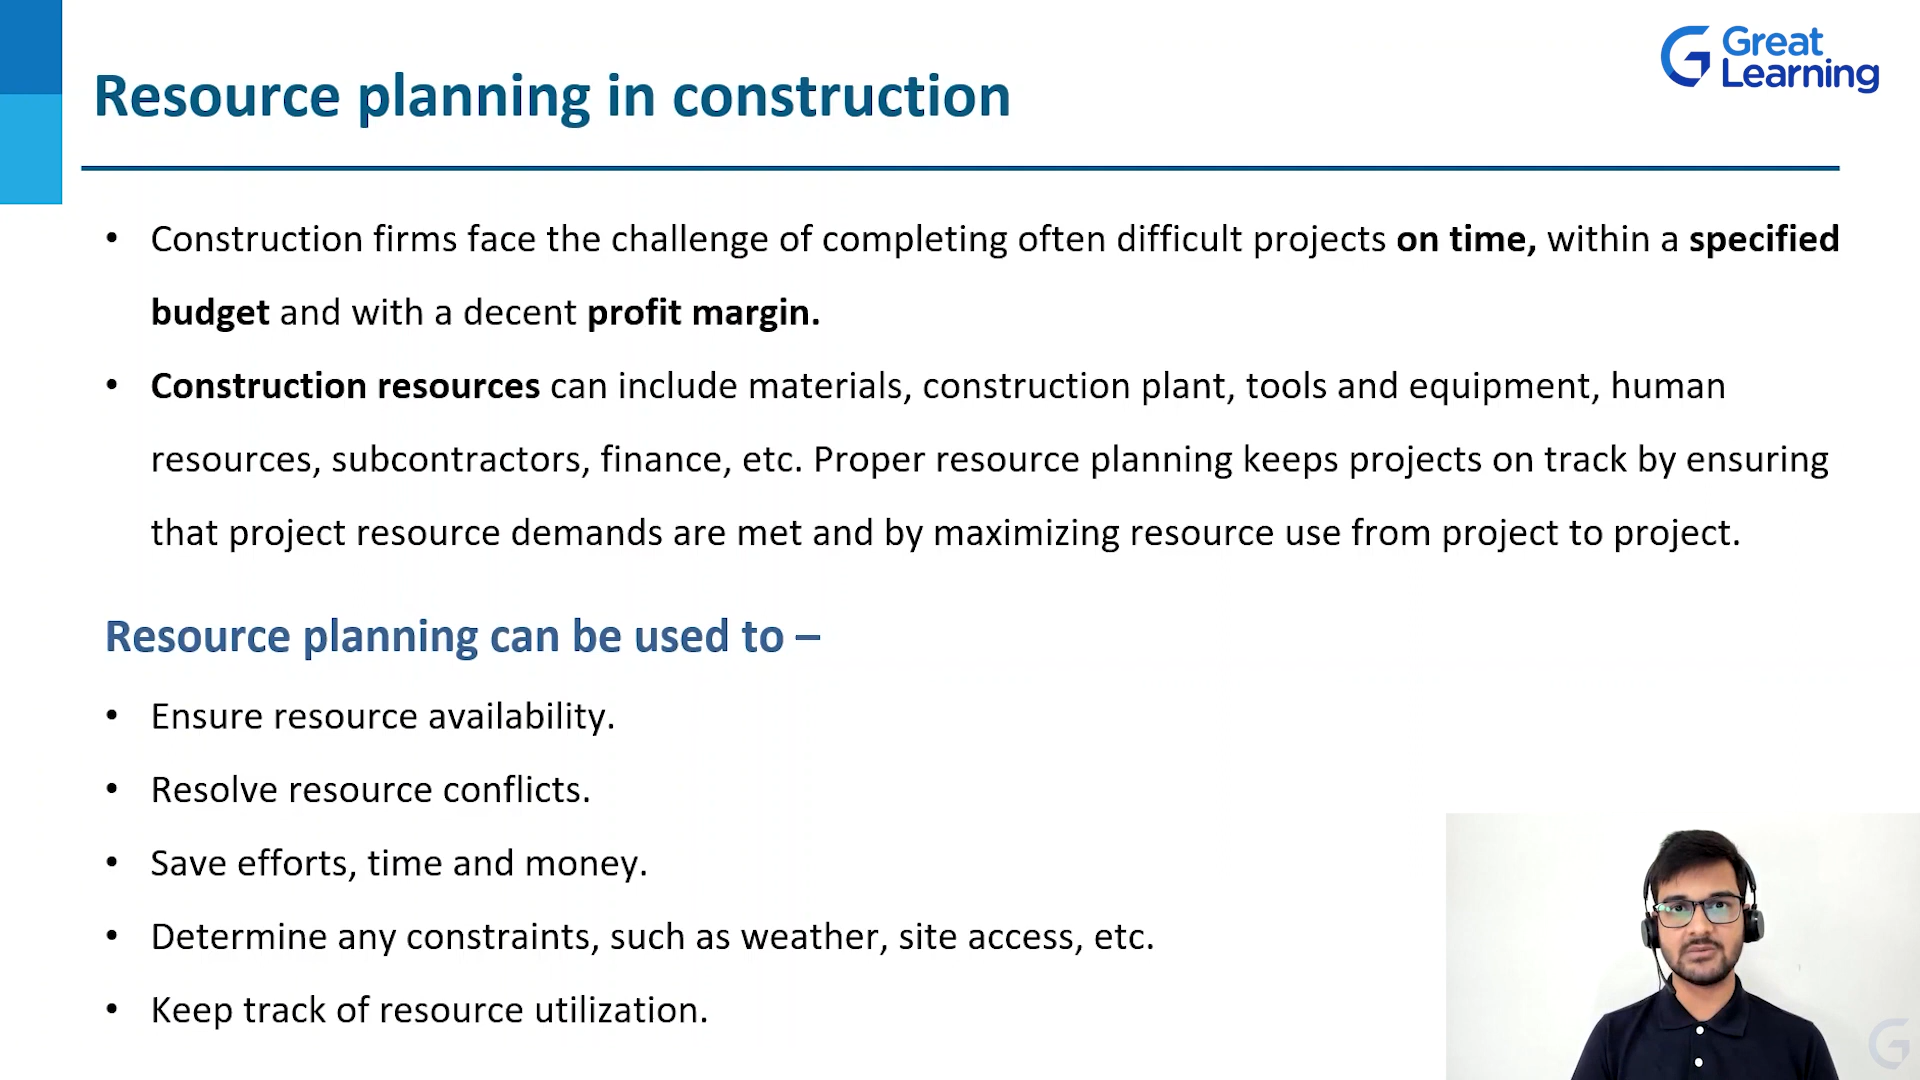 Great
Learning
Resource planning in construction
• Construction firms face the challenge of completing often difficult projects on time, within a specified
budget and with a decent profit margin.
• Construction resources can include materials, construction plant, tools and equipment, human
resources, subcontractors, finance, etc. Proper resource planning keeps projects on track by ensuring
that project resource demands are met and by maximizing resource use from project to project.
Resource planning can be used to –
• Ensure resource availability.
• Resolve resource conflicts.
• Save efforts, time and money.
• Determine any constraints, such as weather, site access, etc.
• Keep track of resource utilization.